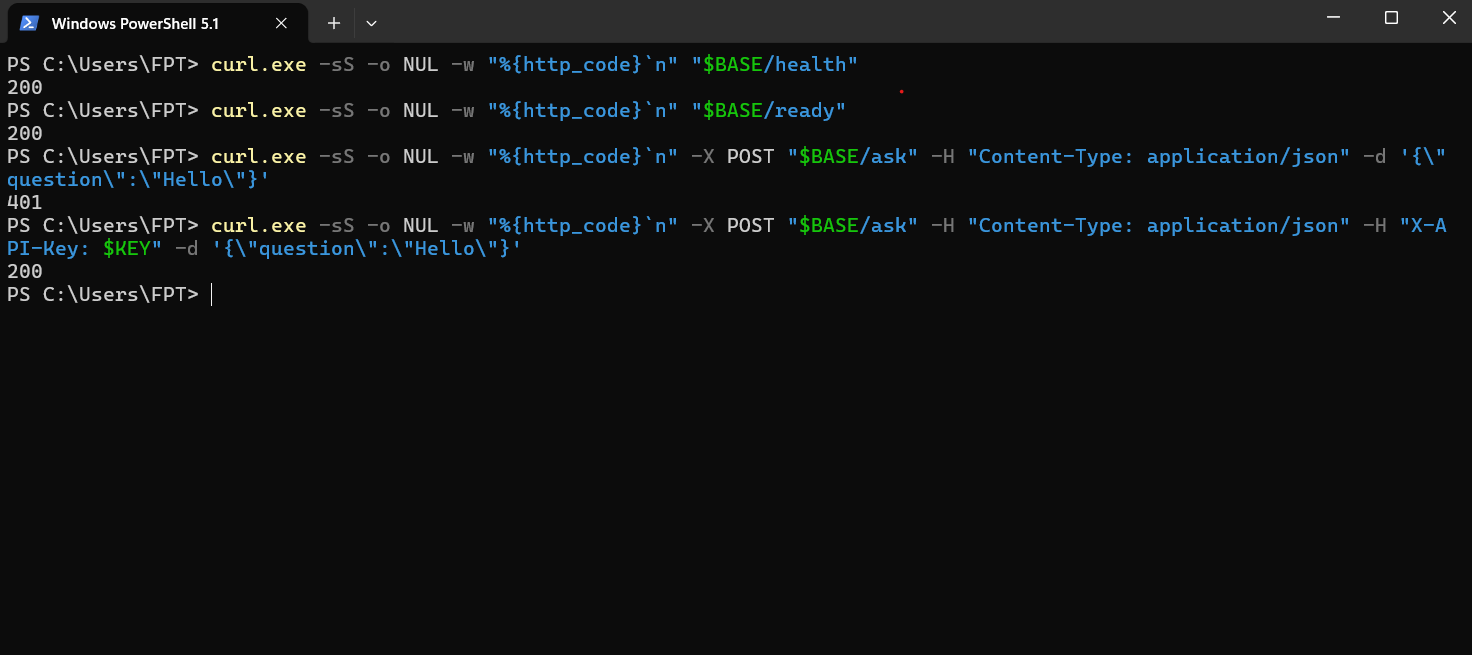 Windows PowerShell 5.1
PS C:\Users\FPT> curl.exe -sS -o NUL -w "%{http_code}`n" "$BASE/health"
200
PS C:\Users\FPT> curl.exe -sS -o NUL -w "%{http_code}`n" "$BASE/ready"
200
PS C:\Users\FPT> curl.exe -sS -o NUL -w "%{http_code}`n" -X POST "$BASE/ask" -H "Content-Type: application/json" -d '{\"
question\":\"Hello\"}'
401
PS C:\Users\FPT> curl.exe -sS -o NUL -w "%{http_code}`n" -X POST "$BASE/ask" -H "Content-Type: application/json" -H "X-A
PI-Key: $KEY" -d '{\"question\":\"Hello\"}'
200
PS C:\Users\FPT>